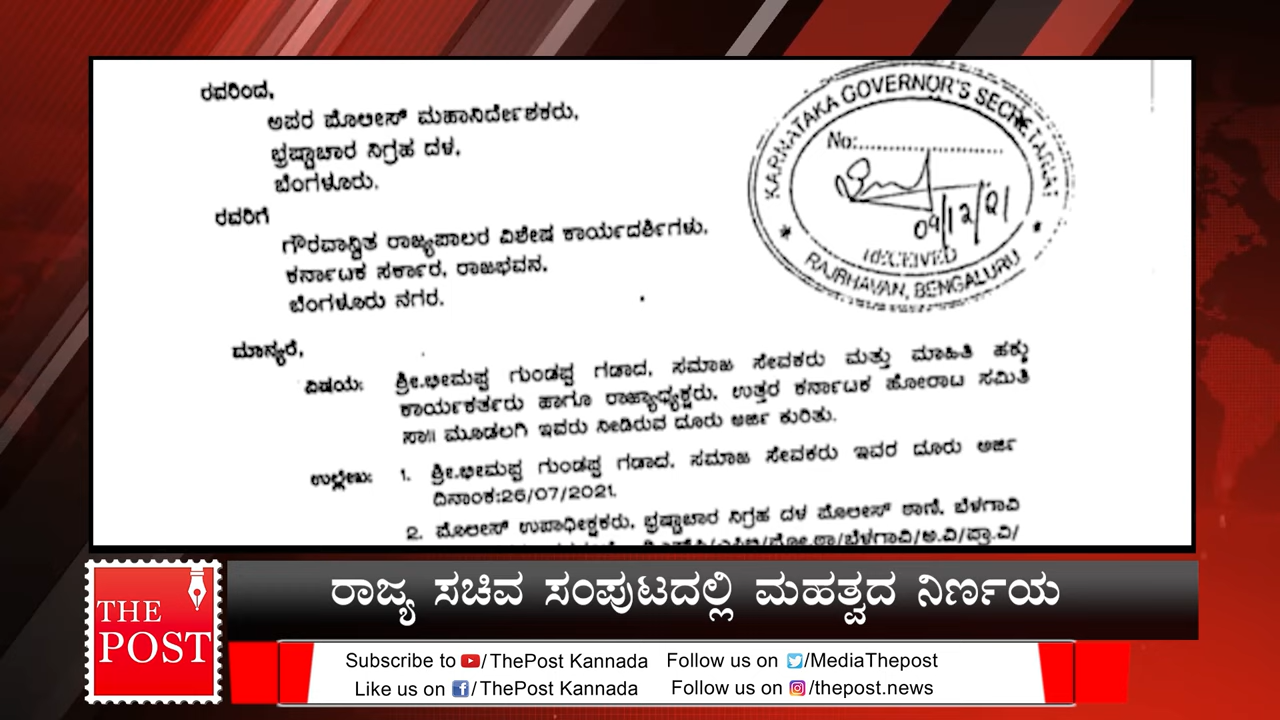 ರವರಿಂದ,
ಅಪರ ಪೊಲೀಸ್ ಮಹಾನಿರ್ದೇಶಕರು,
ಭ್ರಷ್ಟಾಚಾರ ನಿಗ್ರಹ ದಳ,
ಬೆಂಗಳೂರು.
ರವರಿಗೆ
ಗೌರವಾನ್ವಿತ ರಾಜ್ಯಪಾಲರ ವಿಶೇಷ ಕಾರ್ಯದರ್ಶಿಗಳು,
ಕರ್ನಾಟಕ ಸರ್ಕಾರ, ರಾಜಭವನ,
ಬೆಂಗಳೂರು ನಗರ.
KARNATAKA GOVERNOR'S SECRETARIAT
No:
09/12/21
RECEIVED
RAJBHAVAN, BENGALURU
ಮಾನ್ಯರೆ,
ವಿಷಯ: ಶ್ರೀ.ಭೀಮಪ್ಪ ಗುಂಡಪ್ಪ ಗಡಾದ, ಸಮಾಜ ಸೇವಕರು ಮತ್ತು ಮಾಹಿತಿ ಹಕ್ಕು
ಕಾರ್ಯಕರ್ತರು ಹಾಗೂ ರಾಜ್ಯಾಧ್ಯಕ್ಷರು, ಉತ್ತರ ಕರ್ನಾಟಕ ಹೋರಾಟ ಸಮಿತಿ
ಸಾ॥ ಮೂಡಲಗಿ ಇವರು ನೀಡಿರುವ ದೂರು ಅರ್ಜಿ ಕುರಿತು.
ಉಲ್ಲೇಖ: 1. ಶ್ರೀ.ಭೀಮಪ್ಪ ಗುಂಡಪ್ಪ ಗಡಾದ, ಸಮಾಜ ಸೇವಕರು ಇವರ ದೂರು ಅರ್ಜಿ
ದಿನಾಂಕ:26/07/2021.
2. ಪೊಲೀಸ್ ಉಪಾಧೀಕ್ಷಕರು, ಭ್ರಷ್ಟಾಚಾರ ನಿಗ್ರಹ ದಳ ಪೊಲೀಸ್ ಠಾಣೆ, ಬೆಳಗಾವಿ
THE
POST
ರಾಜ್ಯ ಸಚಿವ ಸಂಪುಟದಲ್ಲಿ ಮಹತ್ವದ ನಿರ್ಣಯ
Subscribe to /ThePost Kannada Follow us on /MediaThepost
Like us on /ThePost Kannada Follow us on /thepost.news